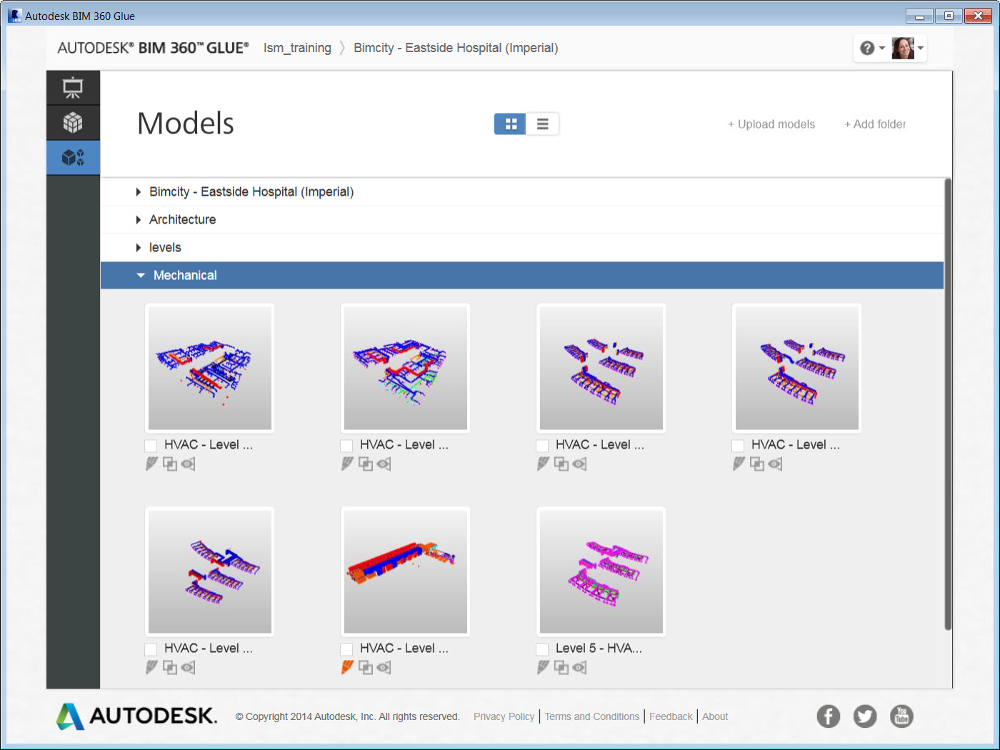 Autodesk BIM 360 Glue
AUTODESK® BIM 360™ GLUE® lsm_training Bimcity - Eastside Hospital (Imperial)
Models
+ Upload models + Add folder
Bimcity - Eastside Hospital (Imperial)
Architecture
levels
Mechanical
HVAC - Level ... HVAC - Level ... HVAC - Level ... HVAC - Level ...
HVAC - Level ... HVAC - Level ... Level 5 - HVA...
AUTODESK. © Copyright 2014 Autodesk, Inc. All rights reserved. Privacy Policy | Terms and Conditions | Feedback | About
You
Tube